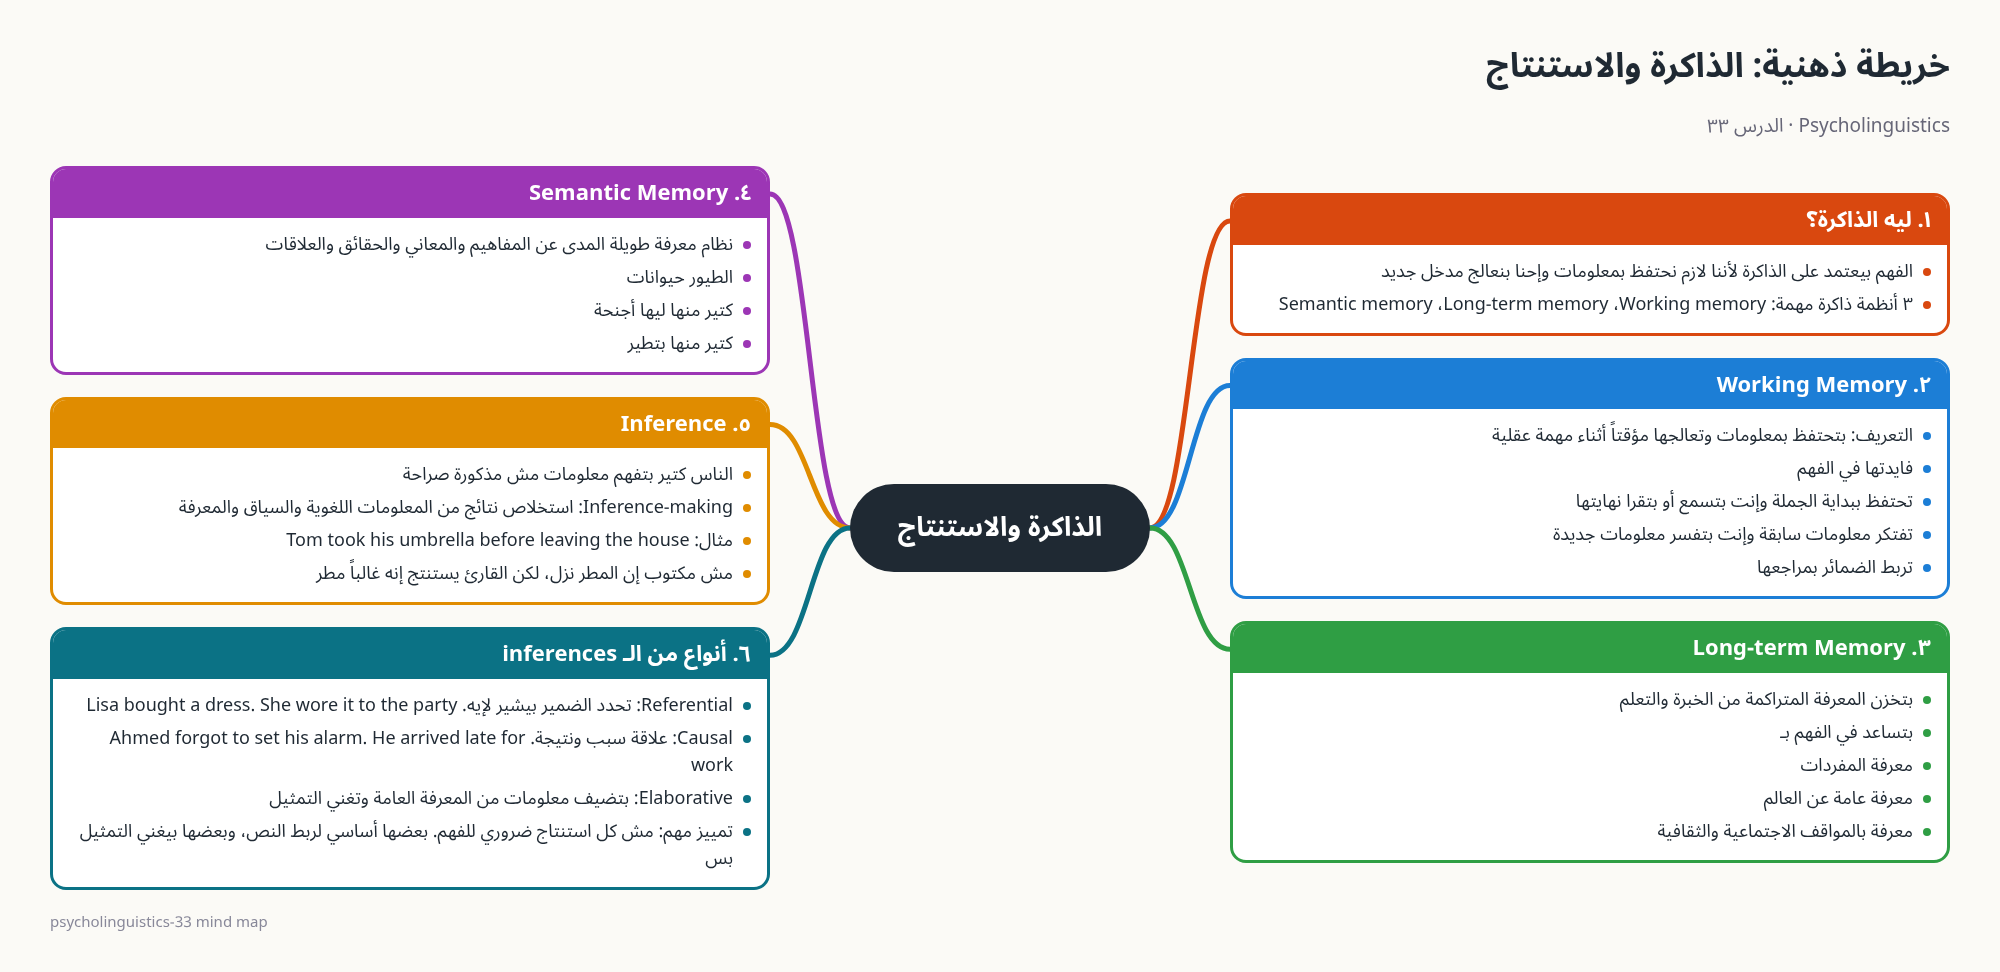 خريطة ذهنية: الذاكرة والاستنتاج
Psycholinguistics · الدرس ٣٣
١. ليه الذاكرة؟
الفهم بيعتمد على الذاكرة لأننا لازم نحتفظ بمعلومات وإحنا بنعالج مدخل جديد
٣ أنظمة ذاكرة مهمة: Working memory، Long-term memory، Semantic memory
٢. Working Memory
التعريف: بتحتفظ بمعلومات وتعالجها مؤقتاً أثناء مهمة عقلية
فايدتها في الفهم
تحتفظ ببداية الجملة وإنت بتسمع أو بتقرا نهايتها
تفتكر معلومات سابقة وإنت بتفسر معلومات جديدة
تربط الضمائر بمراجعها
٣. Long-term Memory
بتخزن المعرفة المتراكمة من الخبرة والتعلم
بتساعد في الفهم بـ
معرفة المفردات
معرفة عامة عن العالم
معرفة بالمواقف الاجتماعية والثقافية
الذاكرة والاستنتاج
٤. Semantic Memory
نظام معرفة طويلة المدى عن المفاهيم والمعاني والحقائق والعلاقات
الطيور حيوانات
كتير منها ليها أجنحة
كتير منها بتطير
٥. Inference
الناس كتير بتفهم معلومات مش مذكورة صراحة
Inference-making: استخلاص نتائج من المعلومات اللغوية والسياق والمعرفة
مثال: Tom took his umbrella before leaving the house
مش مكتوب إن المطر نزل، لكن القارئ يستنتج إنه غالباً مطر
٦. أنواع من الـ inferences
Referential: تحدد الضمير بيشير لإيه. Lisa bought a dress. She wore it to the party
Causal: علاقة سبب ونتيجة. Ahmed forgot to set his alarm. He arrived late for
work
Elaborative: بتضيف معلومات من المعرفة العامة وتغني التمثيل
تمييز مهم: مش كل استنتاج ضروري للفهم. بعضها أساسي لربط النص، وبعضها بيغني التمثيل
بس
psycholinguistics-33 mind map